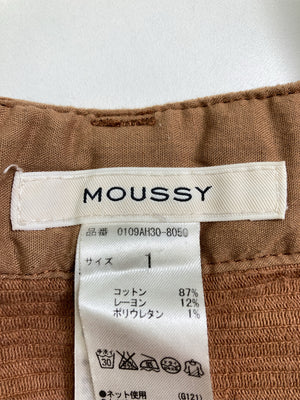 MOUSSY
品番 0109AH30-8050
サイズ 1
コットン 87%
レーヨン 12%
ポリウレタン 1%
30
●ネット使用
(G121)